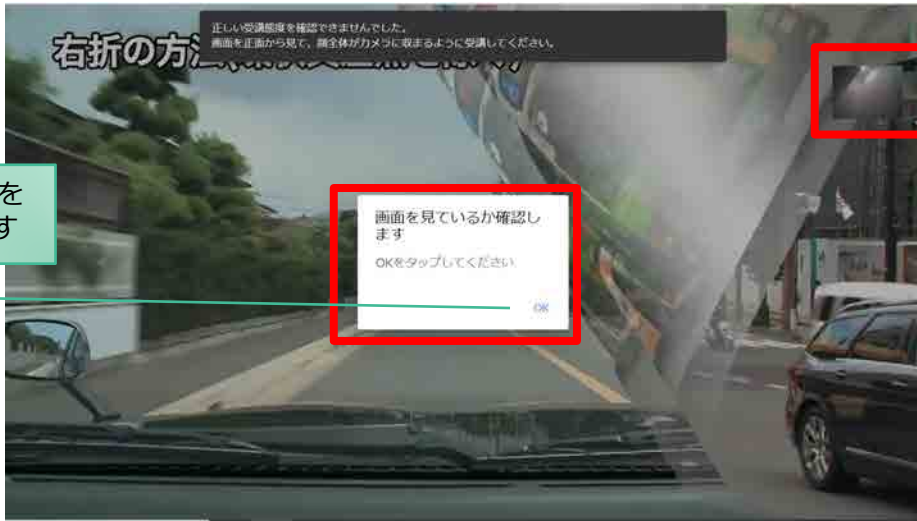 正しい受講態度を確認できませんでした。
画面を正面から見て、顔全体がカメラに収まるように受講してください。
右折の方法
を
す
画面を見ているか確認し
ます
OKをタップしてください
OK